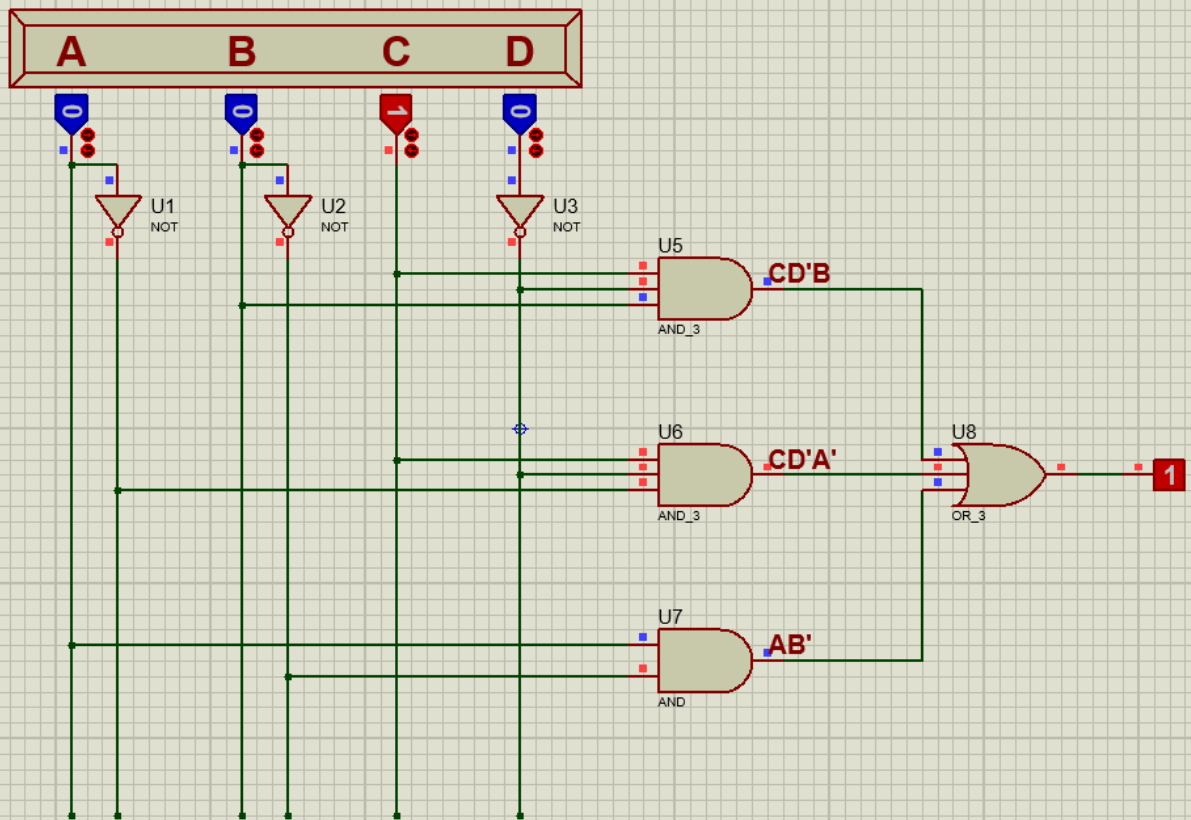 A B C D
0 0 1 0
U1
NOT
U2
NOT
U3
NOT
U5
CD'B
AND_3
U6
CD'A'
AND_3
U8
1
OR_3
U7
AB'
AND